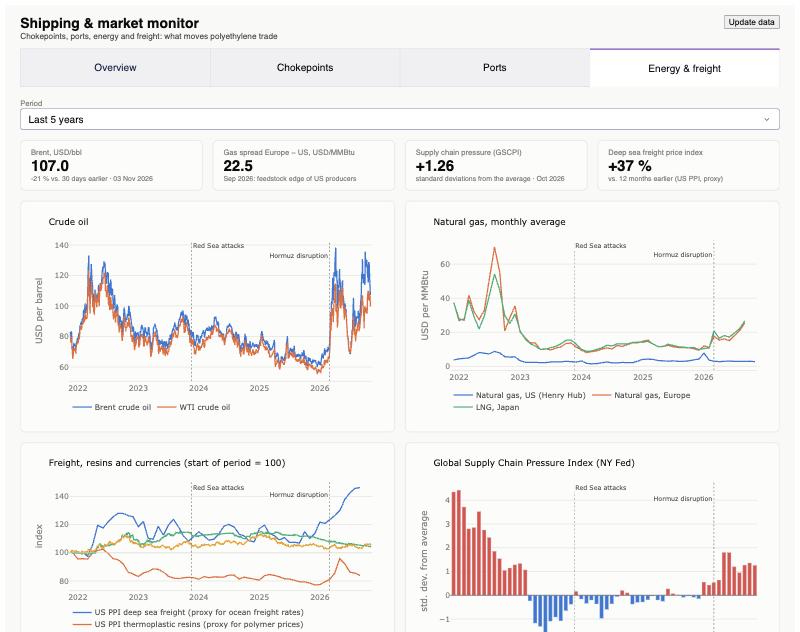 Shipping & market monitor
Update data
Chokepoints, ports, energy and freight: what moves polyethylene trade
Overview
Chokepoints
Ports
Energy & freight
Period
Last 5 years
Brent, USD/bbl
107.0
-21 % vs. 30 days earlier · 03 Nov 2026
Gas spread Europe – US, USD/MMBtu
22.5
Sep 2026: feedstock edge of US producers
Supply chain pressure (GSCPI)
+1.26
standard deviations from the average · Oct 2026
Deep sea freight price index
+37 %
vs. 12 months earlier (US PPI, proxy)
Crude oil
140
120
100
80
60
USD per barrel
Red Sea attacks
Hormuz disruption
2022
2023
2024
2025
2026
Brent crude oil
WTI crude oil
Natural gas, monthly average
60
40
20
0
USD per MMBtu
Red Sea attacks
Hormuz disruption
2022
2023
2024
2025
2026
Natural gas, US (Henry Hub)
Natural gas, Europe
LNG, Japan
Freight, resins and currencies (start of period = 100)
140
120
100
80
index
Red Sea attacks
Hormuz disruption
2022
2023
2024
2025
2026
US PPI deep sea freight (proxy for ocean freight rates)
US PPI thermoplastic resins (proxy for polymer prices)
Global Supply Chain Pressure Index (NY Fed)
4
3
2
1
0
−1
std. dev. from average
Red Sea attacks
Hormuz disruption